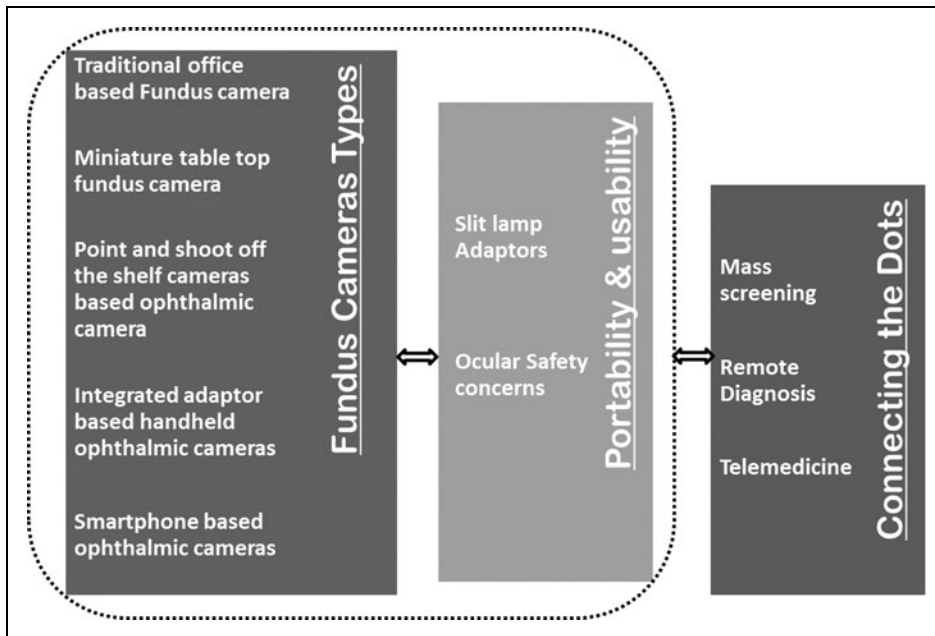 Fundus Cameras Types
Traditional office
based Fundus camera
Miniature table top
fundus camera
Point and shoot off
the shelf cameras
based ophthalmic
camera
Integrated adaptor
based handheld
ophthalmic cameras
Smartphone based
ophthalmic cameras
Portability & usability
Slit lamp
Adaptors
Ocular Safety
concerns
Connecting the Dots
Mass
screening
Remote
Diagnosis
Telemedicine